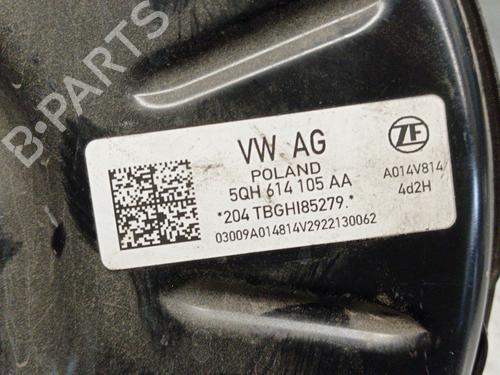 B-PARTS
VW AG
POLAND
5QH 614 105 AA
*204 TBGHI85279.*
03009A014814V2922130062
ZF
A014V814
4d2H